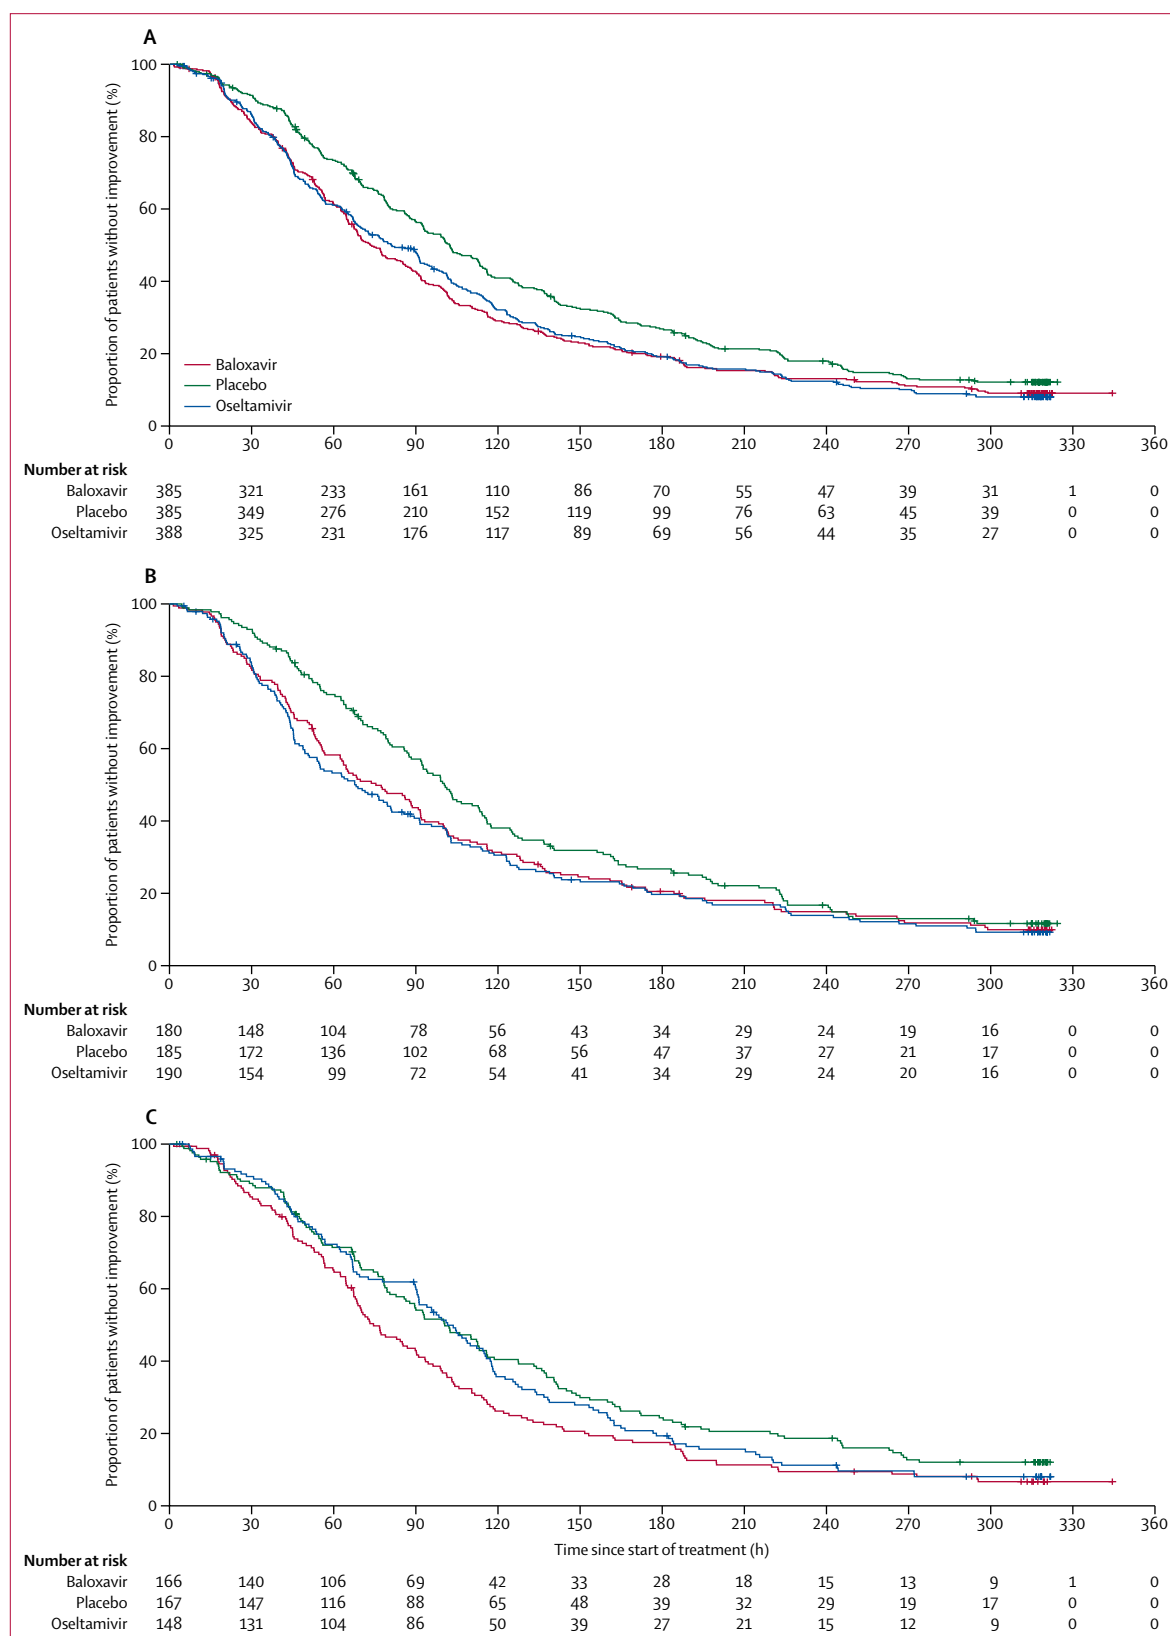 A
Proportion of patients without improvement (%)
100
80
60
40
20
0
Baloxavir
Placebo
Oseltamivir
0 30 60 90 120 150 180 210 240 270 300 330 360
Number at risk
Baloxavir 385 321 233 161 110 86 70 55 47 39 31 1 0
Placebo 385 349 276 210 152 119 99 76 63 45 39 0 0
Oseltamivir 388 325 231 176 117 89 69 56 44 35 27 0 0
B
Proportion of patients without improvement (%)
100
80
60
40
20
0
0 30 60 90 120 150 180 210 240 270 300 330 360
Number at risk
Baloxavir 180 148 104 78 56 43 34 29 24 19 16 0 0
Placebo 185 172 136 102 68 56 47 37 27 21 17 0 0
Oseltamivir 190 154 99 72 54 41 34 29 24 20 16 0 0
C
Proportion of patients without improvement (%)
100
80
60
40
20
0
0 30 60 90 120 150 180 210 240 270 300 330 360
Time since start of treatment (h)
Number at risk
Baloxavir 166 140 106 69 42 33 28 18 15 13 9 1 0
Placebo 167 147 116 88 65 48 39 32 29 19 17 0 0
Oseltamivir 148 131 104 86 50 39 27 21 15 12 9 0 0